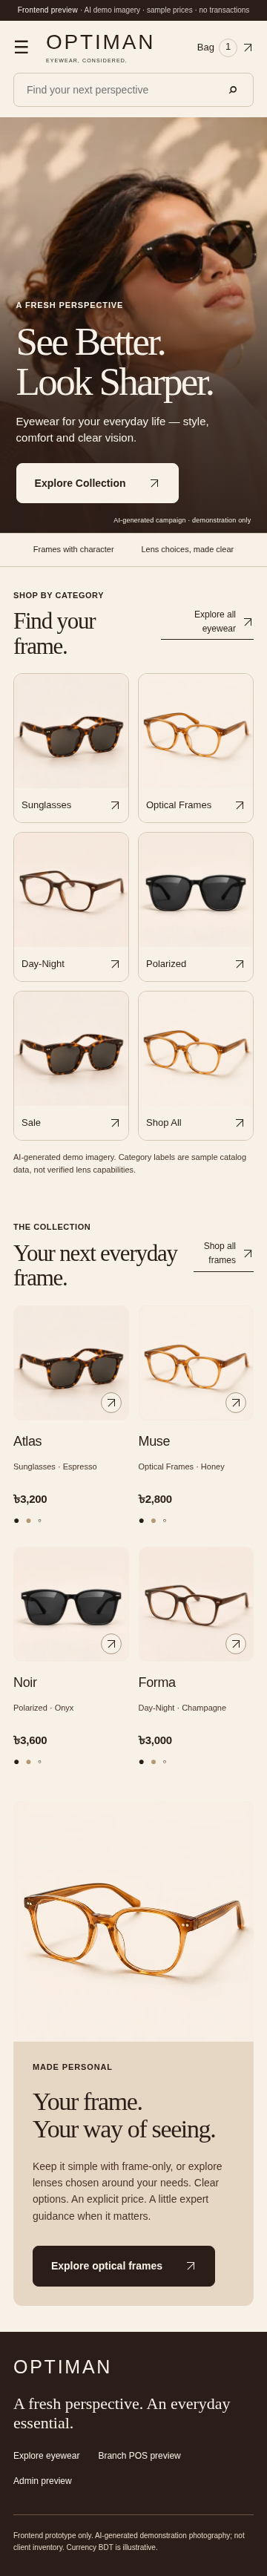 Frontend preview · AI demo imagery · sample prices · no transactions
OPTIMAN
EYEWEAR, CONSIDERED.
Bag 1
Find your next perspective
A FRESH PERSPECTIVE
See Better.
Look Sharper.
Eyewear for your everyday life — style,
comfort and clear vision.
Explore Collection
AI-generated campaign · demonstration only
Frames with character
Lens choices, made clear
SHOP BY CATEGORY
Find your
frame.
Explore all
eyewear
Sunglasses
Optical Frames
Day-Night
Polarized
Sale
Shop All
AI-generated demo imagery. Category labels are sample catalog
data, not verified lens capabilities.
THE COLLECTION
Your next everyday
frame.
Shop all
frames
Atlas
Sunglasses · Espresso
৳3,200
Muse
Optical Frames · Honey
৳2,800
Noir
Polarized · Onyx
৳3,600
Forma
Day-Night · Champagne
৳3,000
MADE PERSONAL
Your frame.
Your way of seeing.
Keep it simple with frame-only, or explore
lenses chosen around your needs. Clear
options. An explicit price. A little expert
guidance when it matters.
Explore optical frames
OPTIMAN
A fresh perspective. An everyday
essential.
Explore eyewear
Branch POS preview
Admin preview
Frontend prototype only. AI-generated demonstration photography; not
client inventory. Currency BDT is illustrative.